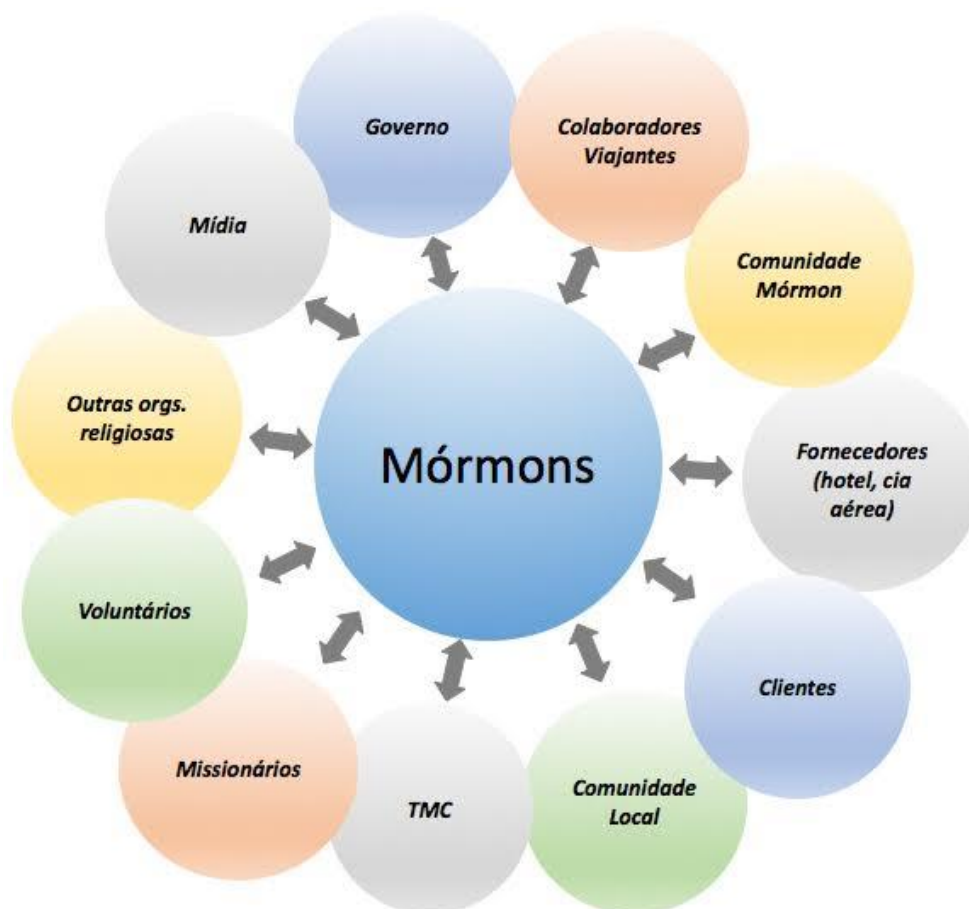 Governo
Colaboradores
Viajantes
Mídia
Comunidade
Mórmon
Outras orgs.
religiosas
Mórmons
Fornecedores
(hotel, cia
aérea)
Voluntários
Clientes
Missionários
TMC
Comunidade
Local